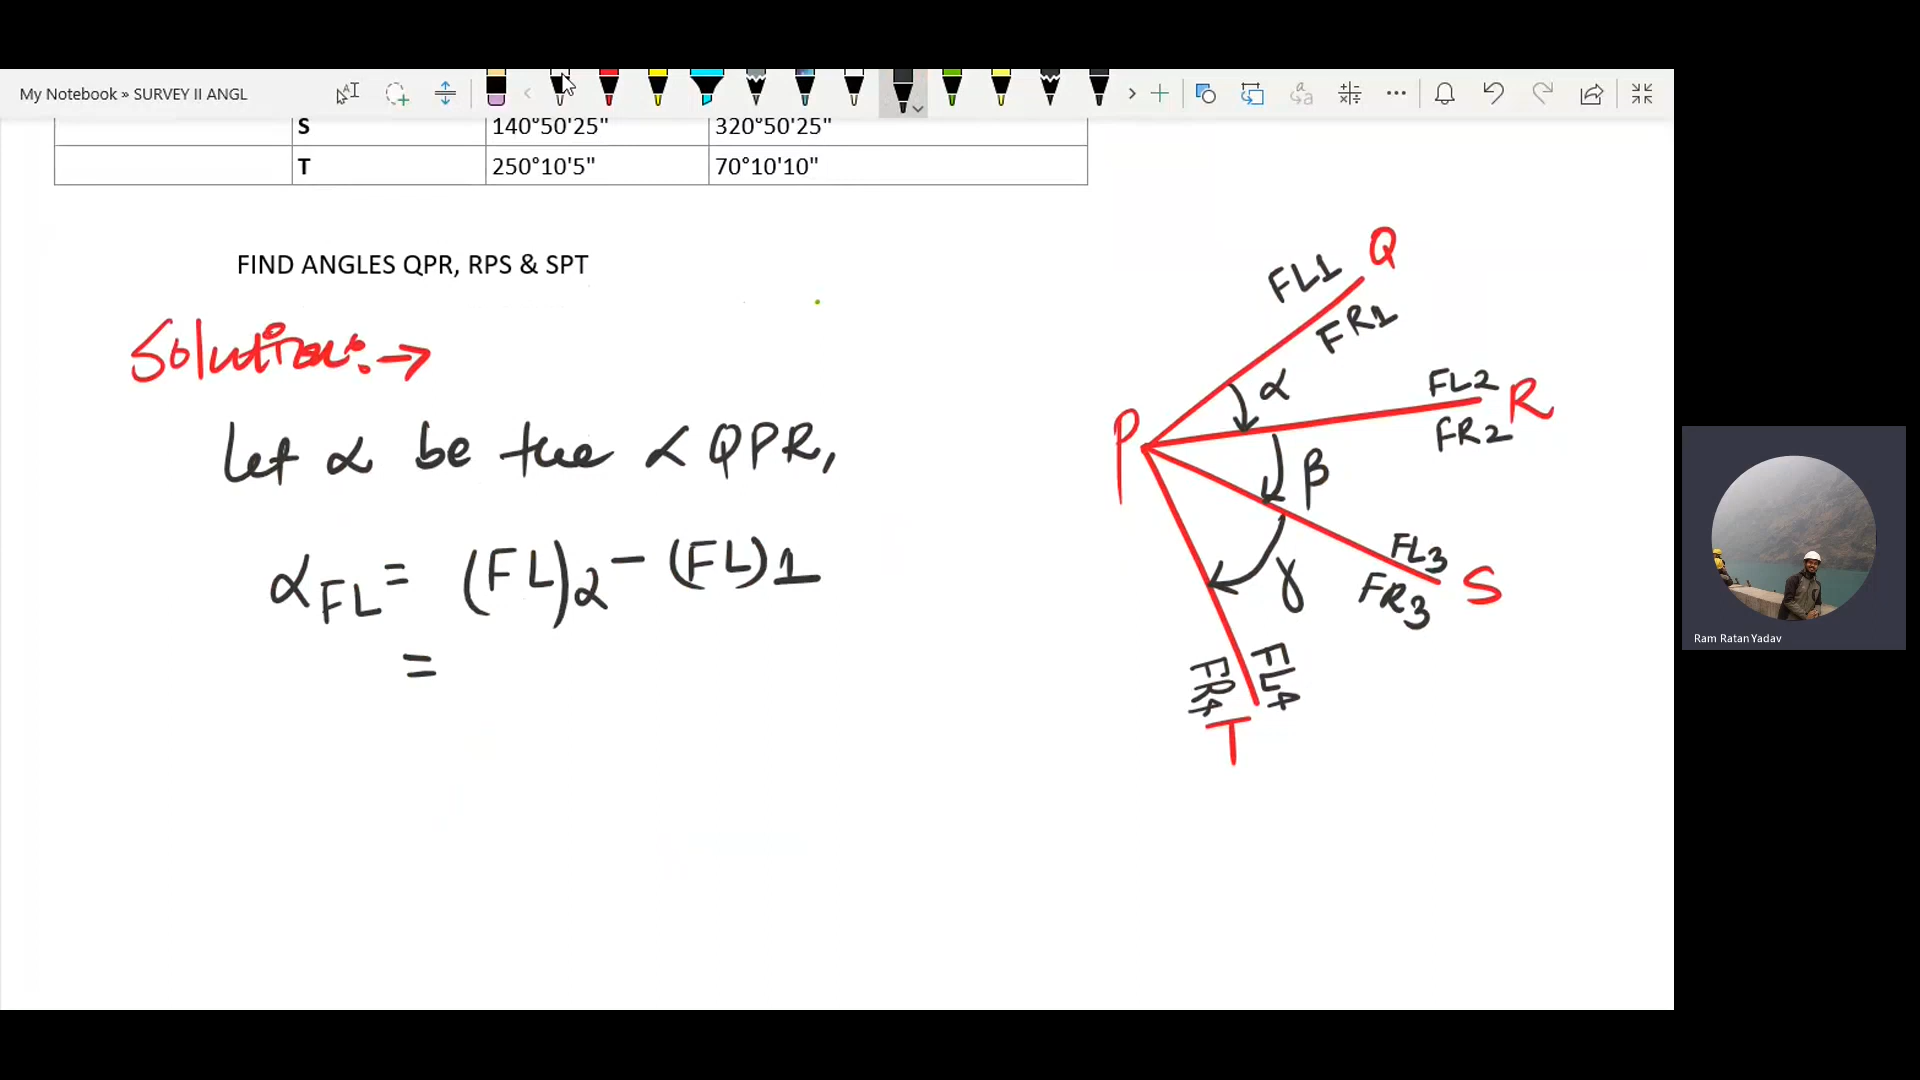 My Notebook » SURVEY II ANGL
S 140°50'25" 320°50'25"
T 250°10'5" 70°10'10"
FIND ANGLES QPR, RPS & SPT
Solution:→
Let α be the ∠ QPR,
α FL = (FL)2 - (FL)1
=
Q
FL1
FR1
α
FL2
R
FR2
P
β
FL3
S
FR3
γ
FL4
FR4
T
Ram Ratan Yadav